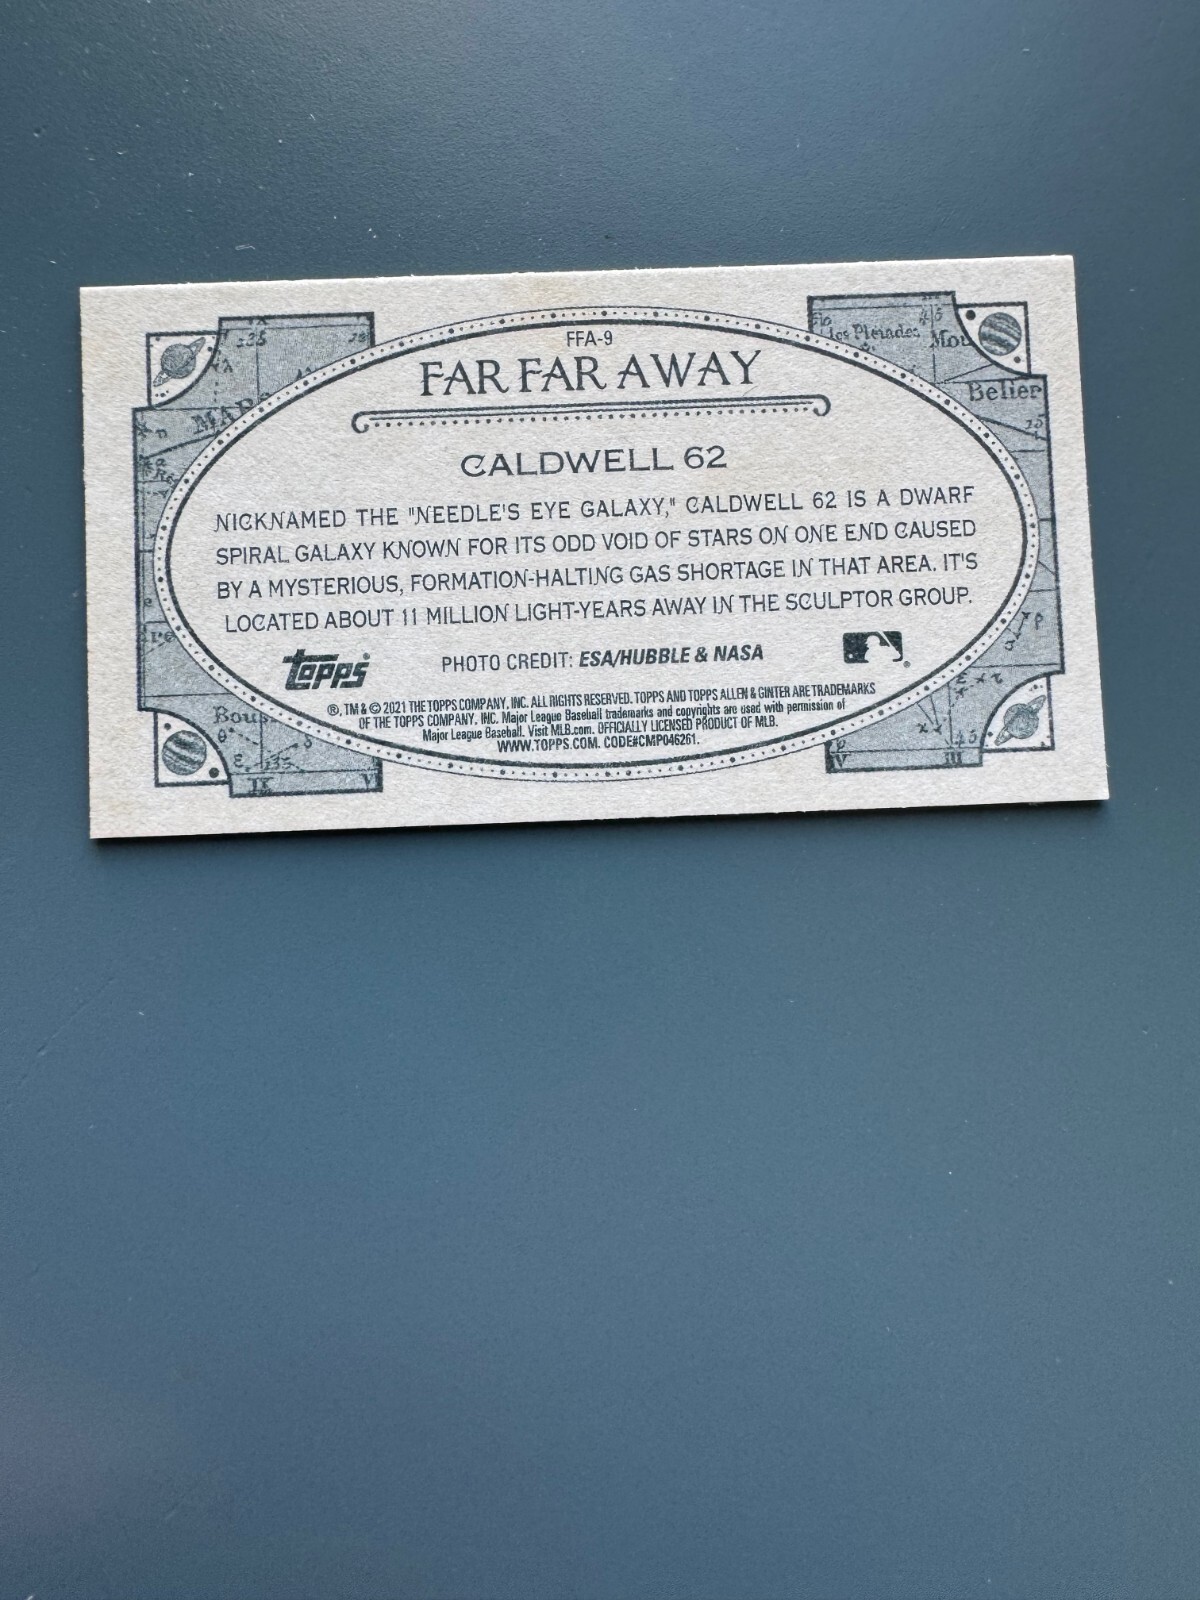 FFA-9
FAR FAR AWAY
CALDWELL 62
NICKNAMED THE "NEEDLE'S EYE GALAXY," CALDWELL 62 IS A DWARF
SPIRAL GALAXY KNOWN FOR ITS ODD VOID OF STARS ON ONE END CAUSED
BY A MYSTERIOUS, FORMATION-HALTING GAS SHORTAGE IN THAT AREA. IT'S
LOCATED ABOUT 11 MILLION LIGHT-YEARS AWAY IN THE SCULPTOR GROUP.
topps®
PHOTO CREDIT: ESA/HUBBLE & NASA
®, TM & © 2021 THE TOPPS COMPANY, INC. ALL RIGHTS RESERVED. TOPPS AND TOPPS ALLEN & GINTER ARE TRADEMARKS
OF THE TOPPS COMPANY, INC. Major League Baseball trademarks and copyrights are used with permission of
Major League Baseball. Visit MLB.com. OFFICIALLY LICENSED PRODUCT OF MLB.
WWW.TOPPS.COM. CODE#CMP046261.
les Pleiades
Belier
45